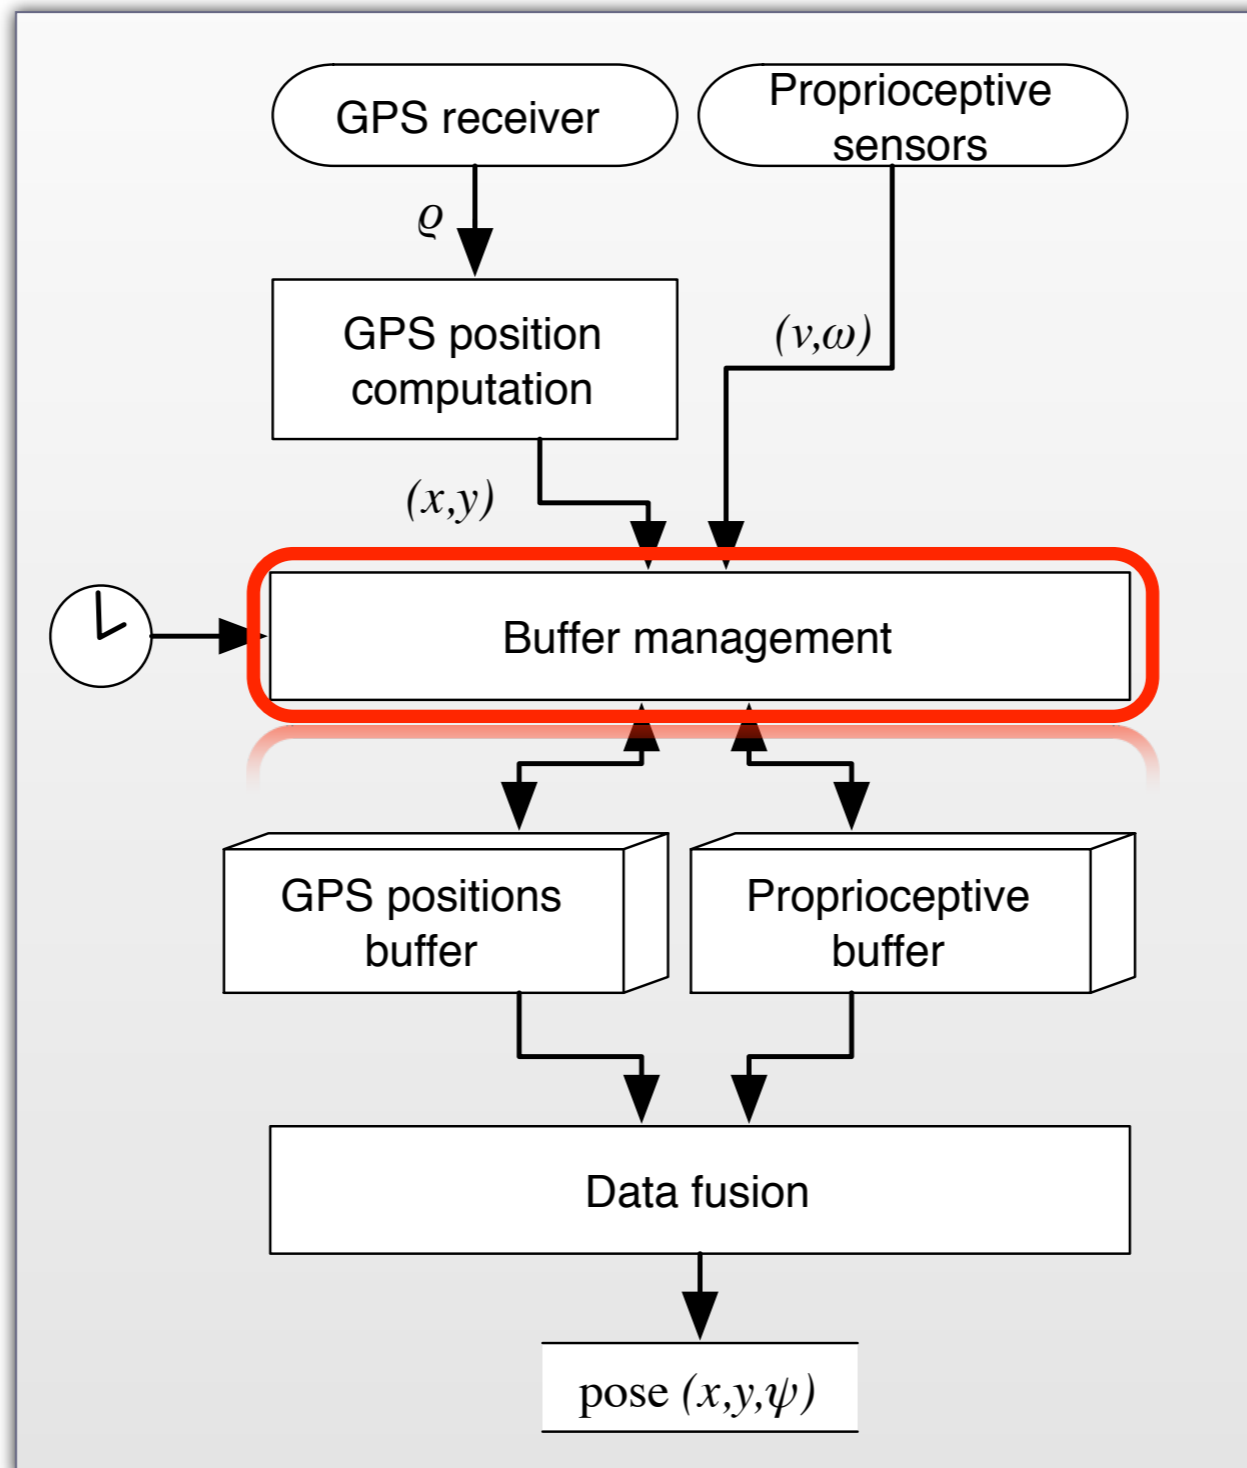 GPS receiver
Proprioceptive
sensors
ϱ
GPS position
computation
(v,ω)
(x,y)
Buffer management
GPS positions
buffer
Proprioceptive
buffer
Data fusion
pose (x,y,ψ)